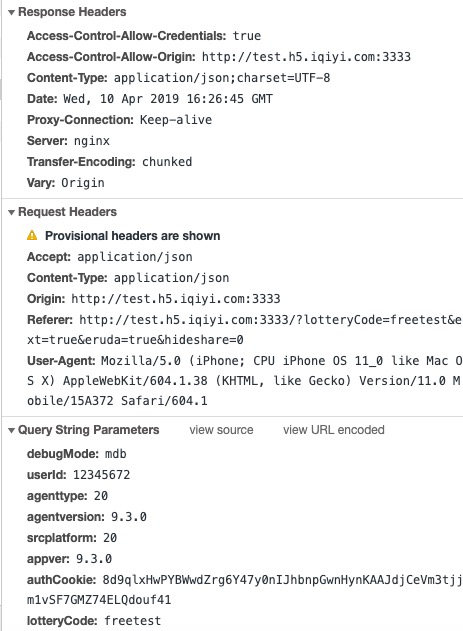 Response Headers
Access-Control-Allow-Credentials: true
Access-Control-Allow-Origin: http://test.h5.iqiyi.com:3333
Content-Type: application/json;charset=UTF-8
Date: Wed, 10 Apr 2019 16:26:45 GMT
Proxy-Connection: Keep-alive
Server: nginx
Transfer-Encoding: chunked
Vary: Origin
Request Headers
Provisional headers are shown
Accept: application/json
Content-Type: application/json
Origin: http://test.h5.iqiyi.com:3333
Referer: http://test.h5.iqiyi.com:3333/?lotteryCode=freetest&e
xt=true&eruda=true&hideshare=0
User-Agent: Mozilla/5.0 (iPhone; CPU iPhone OS 11_0 like Mac O
S X) AppleWebKit/604.1.38 (KHTML, like Gecko) Version/11.0 M
obile/15A372 Safari/604.1
Query String Parameters view source view URL encoded
debugMode: mdb
userId: 12345672
agenttype: 20
agentversion: 9.3.0
srcplatform: 20
appver: 9.3.0
authCookie: 8d9qlxHwPYBWwdZrg6Y47y0nIJhbnpGwnHynKAAJdjCeVm3tjj
m1vSF7GMZ74ELQdouf41
lotteryCode: freetest